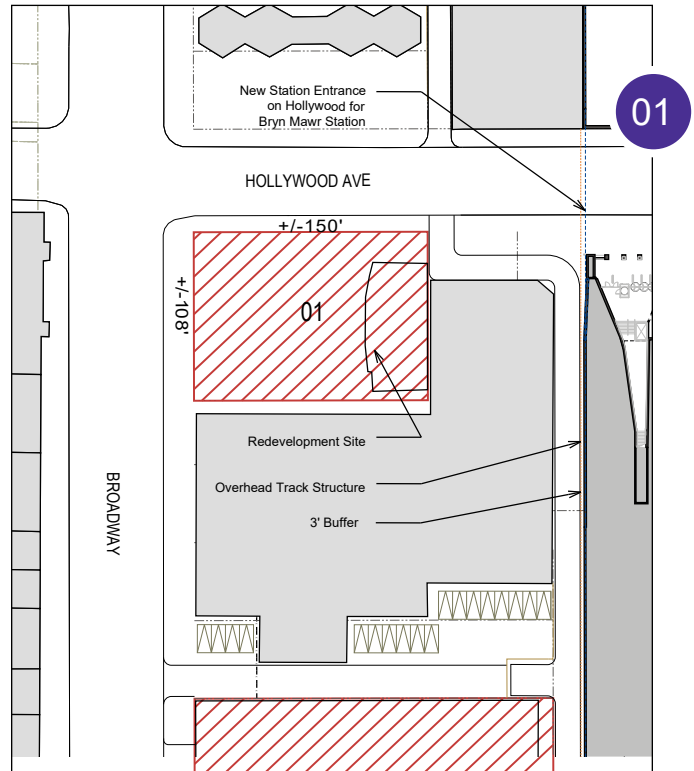 New Station Entrance
on Hollywood for
Bryn Mawr Station
01
HOLLYWOOD AVE
+/-150'
+/-108'
01
Redevelopment Site
Overhead Track Structure
3' Buffer
BROADWAY